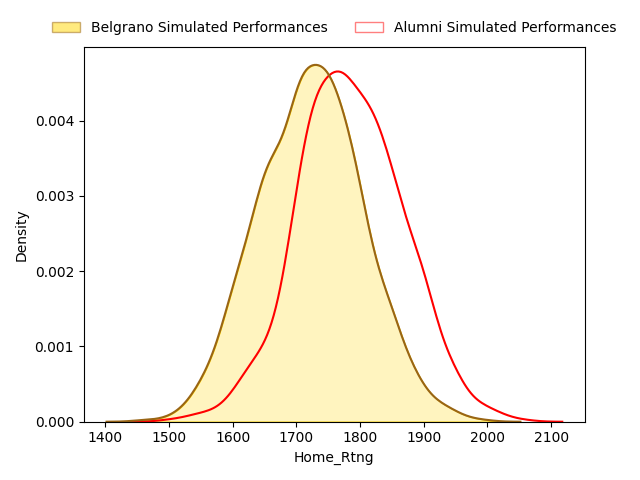 Belgrano Simulated Performances Alumni Simulated Performances
Density
0.004
0.003
0.002
0.001
0.000
1400 1500 1600 1700 1800 1900 2000 2100
Home_Rtng